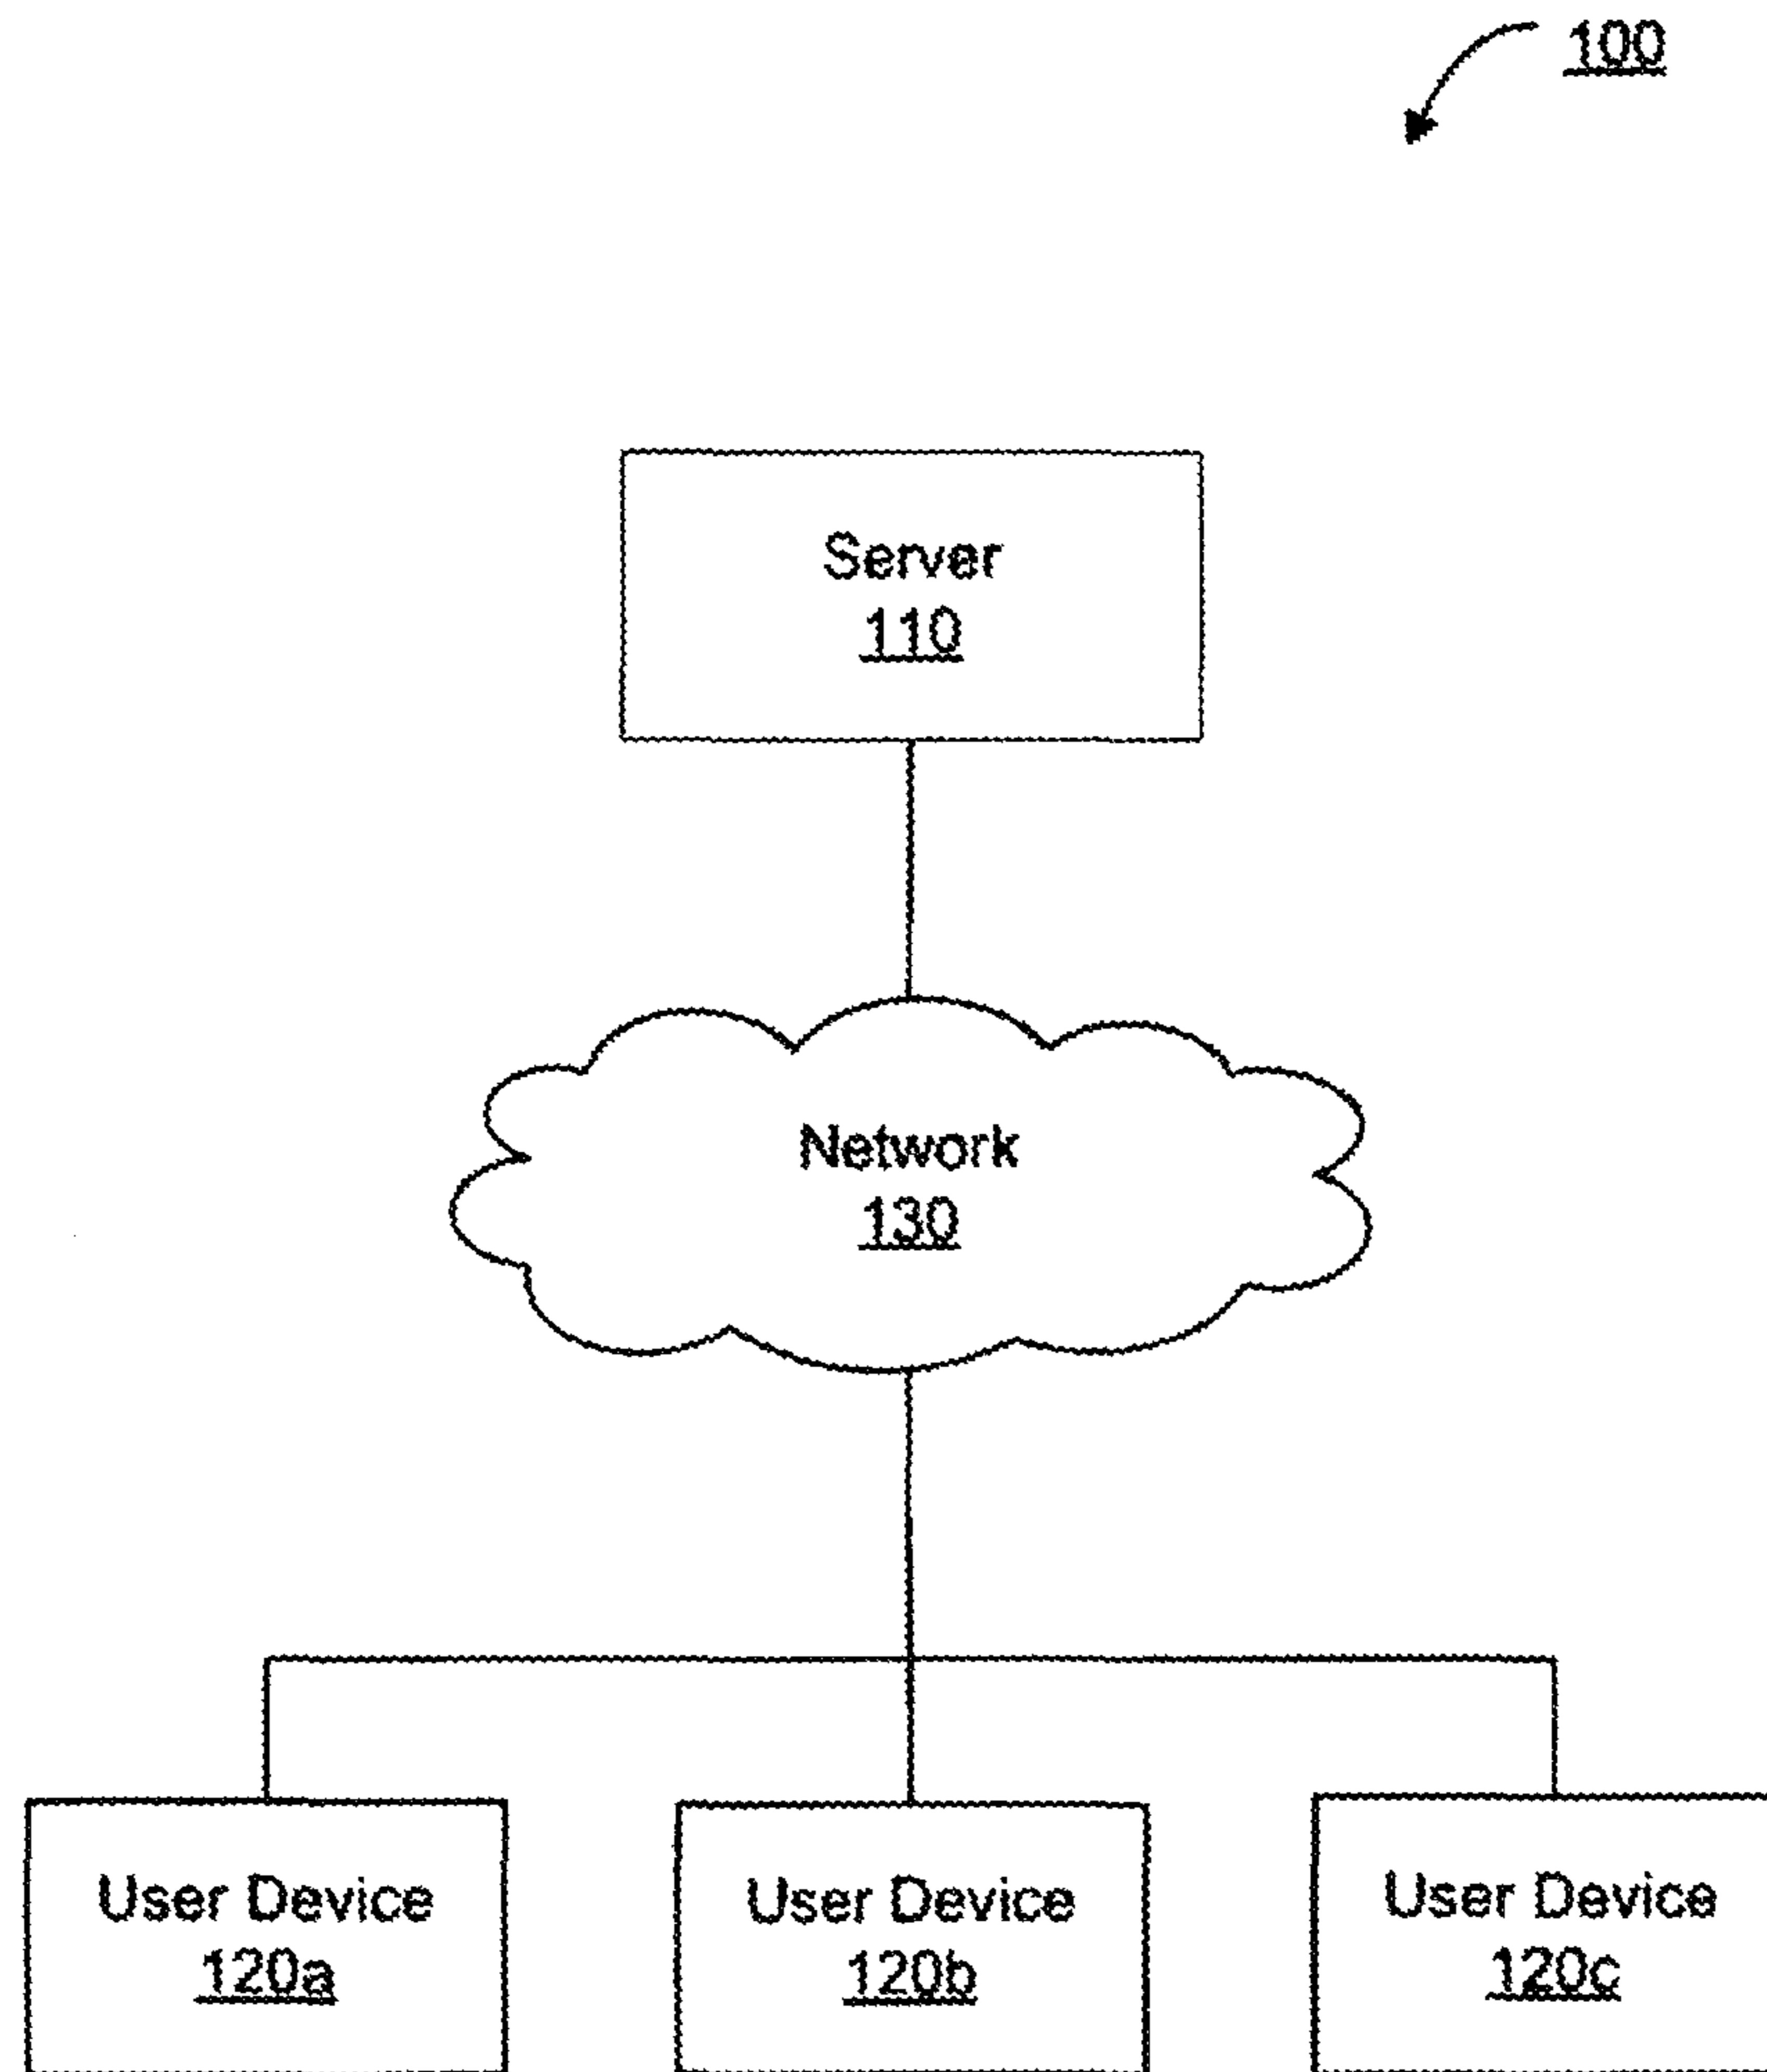 100
Server
110
Network
130
User Device
120a
User Device
120b
User Device
120c